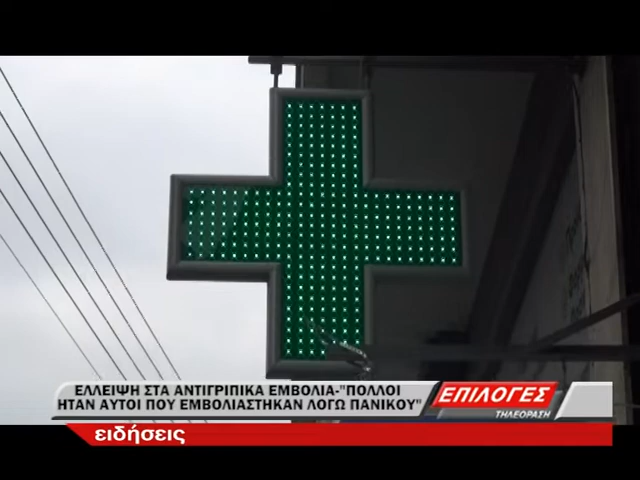 ΕΛΛΕΙΨΗ ΣΤΑ ΑΝΤΙΓΡΙΠΙΚΑ ΕΜΒΟΛΙΑ-"ΠΟΛΛΟΙ
ΗΤΑΝ ΑΥΤΟΙ ΠΟΥ ΕΜΒΟΛΙΑΣΤΗΚΑΝ ΛΟΓΩ ΠΑΝΙΚΟΥ"
ΕΠΙΛΟΓΕΣ
ΤΗΛΕΟΡΑΣΗ
ειδήσεις